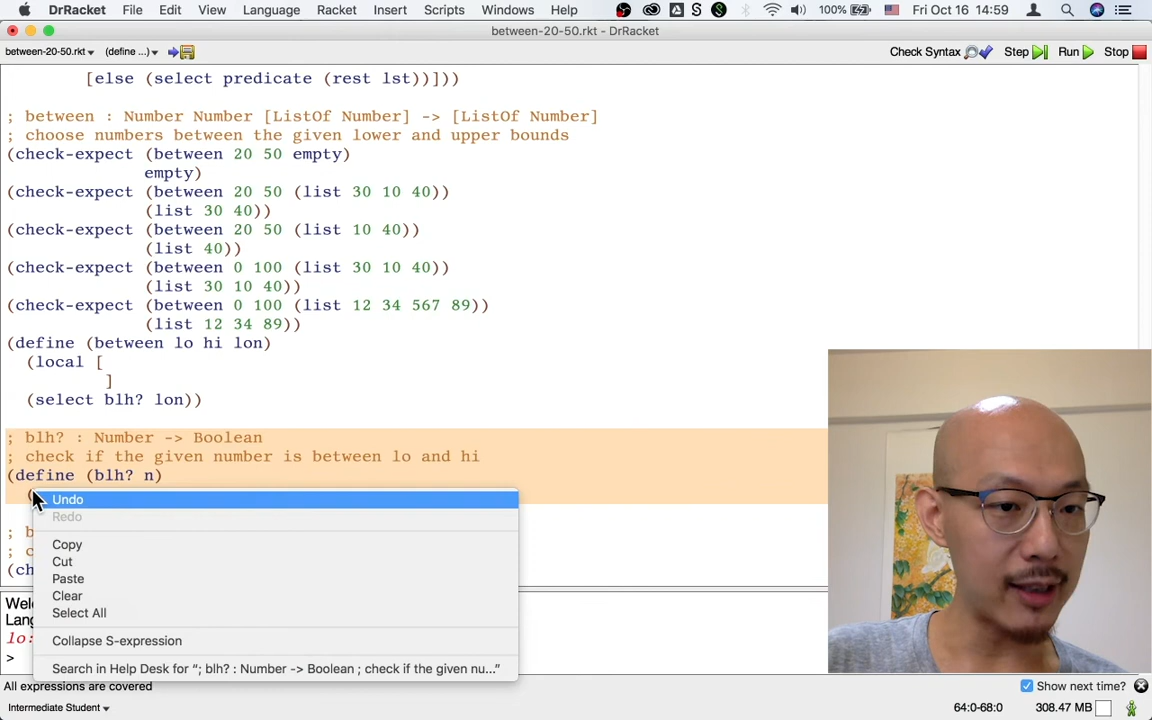 DrRacket File Edit View Language Racket Insert Scripts Windows Help 100% Fri Oct 16 14:59
between-20-50.rkt - DrRacket
between-20-50.rkt (define ...) Check Syntax Step Run Stop
[else (select predicate (rest lst))]))
; between : Number Number [ListOf Number] -> [ListOf Number]
; choose numbers between the given lower and upper bounds
(check-expect (between 20 50 empty)
empty)
(check-expect (between 20 50 (list 30 10 40))
(list 30 40))
(check-expect (between 20 50 (list 10 40))
(list 40))
(check-expect (between 0 100 (list 30 10 40))
(list 30 10 40))
(check-expect (between 0 100 (list 12 34 567 89))
(list 12 34 89))
(define (between lo hi lon)
(local [
]
(select blh? lon))
; blh? : Number -> Boolean
; check if the given number is between lo and hi
(define (blh? n)
(
Undo
Redo
; b
; c
Copy
Cut
(ch
Paste
Clear
Welc
Select All
Lang
lo:
Collapse S-expression
>
Search in Help Desk for “; blh? : Number -> Boolean ; check if the given nu...”
All expressions are covered Show next time?
Intermediate Student 64:0-68:0 308.47 MB